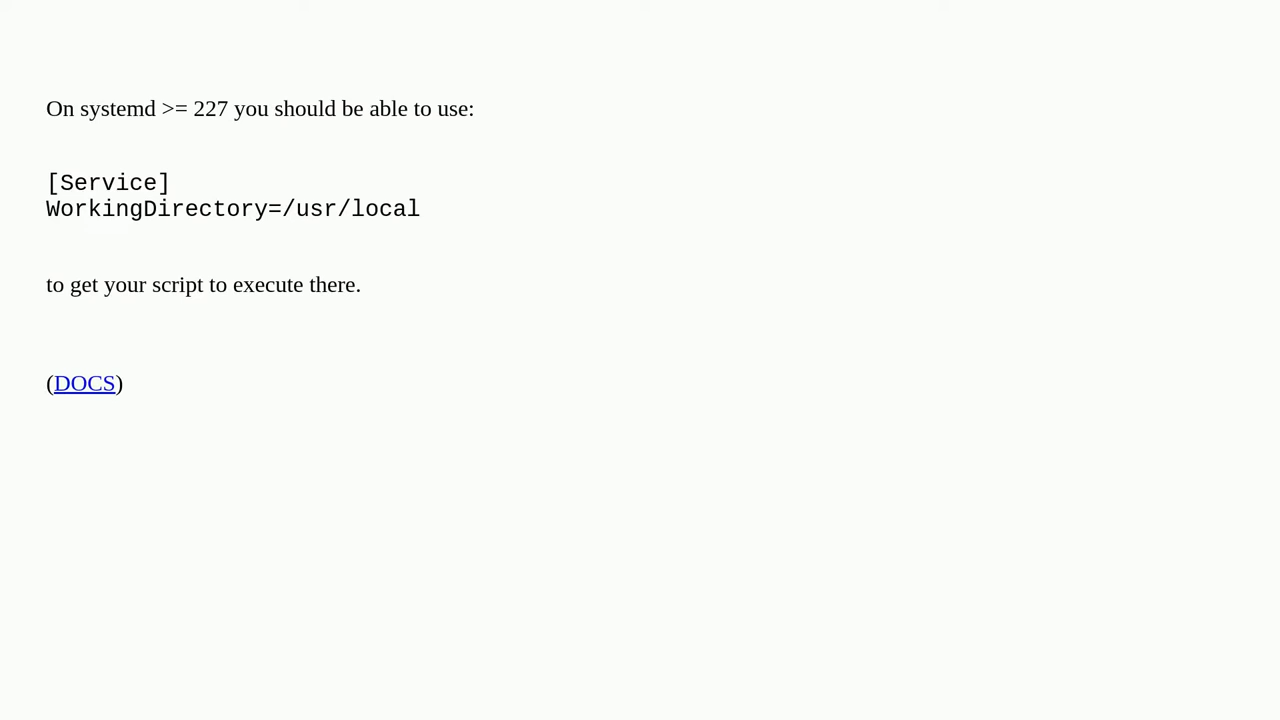 On systemd >= 227 you should be able to use:
[Service]
WorkingDirectory=/usr/local
to get your script to execute there.
(DOCS)